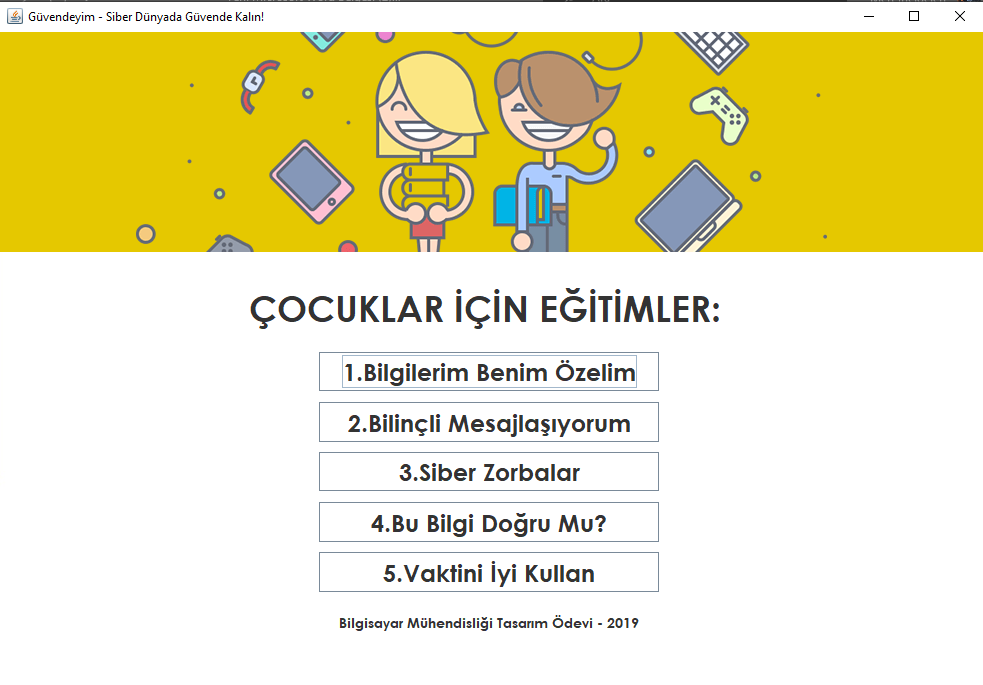 Güvendeyim - Siber Dünyada Güvende Kalın!
ÇOCUKLAR İÇİN EĞİTİMLER:
1.Bilgilerim Benim Özelim
2.Bilinçli Mesajlaşıyorum
3.Siber Zorbalar
4.Bu Bilgi Doğru Mu?
5.Vaktini İyi Kullan
Bilgisayar Mühendisliği Tasarım Ödevi - 2019